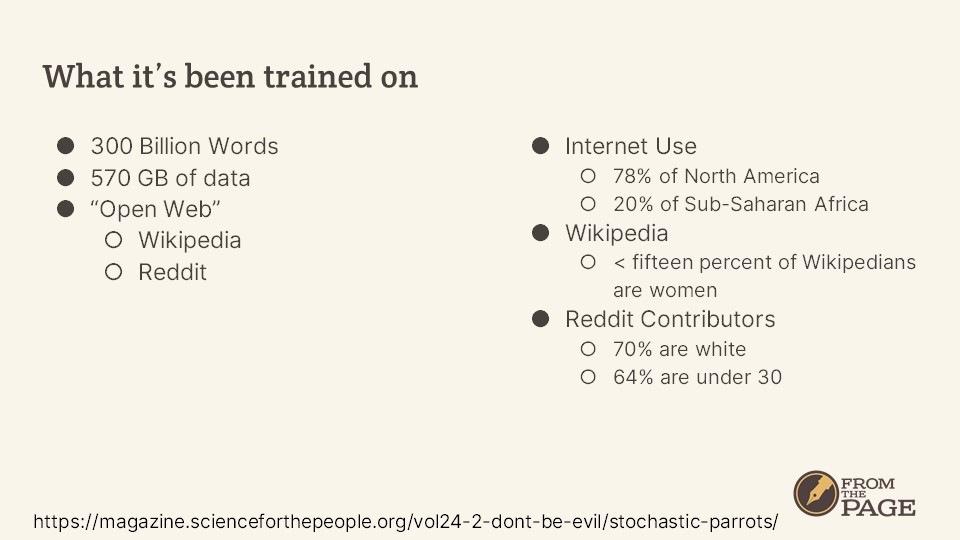 What it’s been trained on
● 300 Billion Words
● 570 GB of data
● “Open Web”
○ Wikipedia
○ Reddit
● Internet Use
○ 78% of North America
○ 20% of Sub-Saharan Africa
● Wikipedia
○ < fifteen percent of Wikipedians
are women
● Reddit Contributors
○ 70% are white
○ 64% are under 30
FROM
THE
PAGE
https://magazine.scienceforthepeople.org/vol24-2-dont-be-evil/stochastic-parrots/